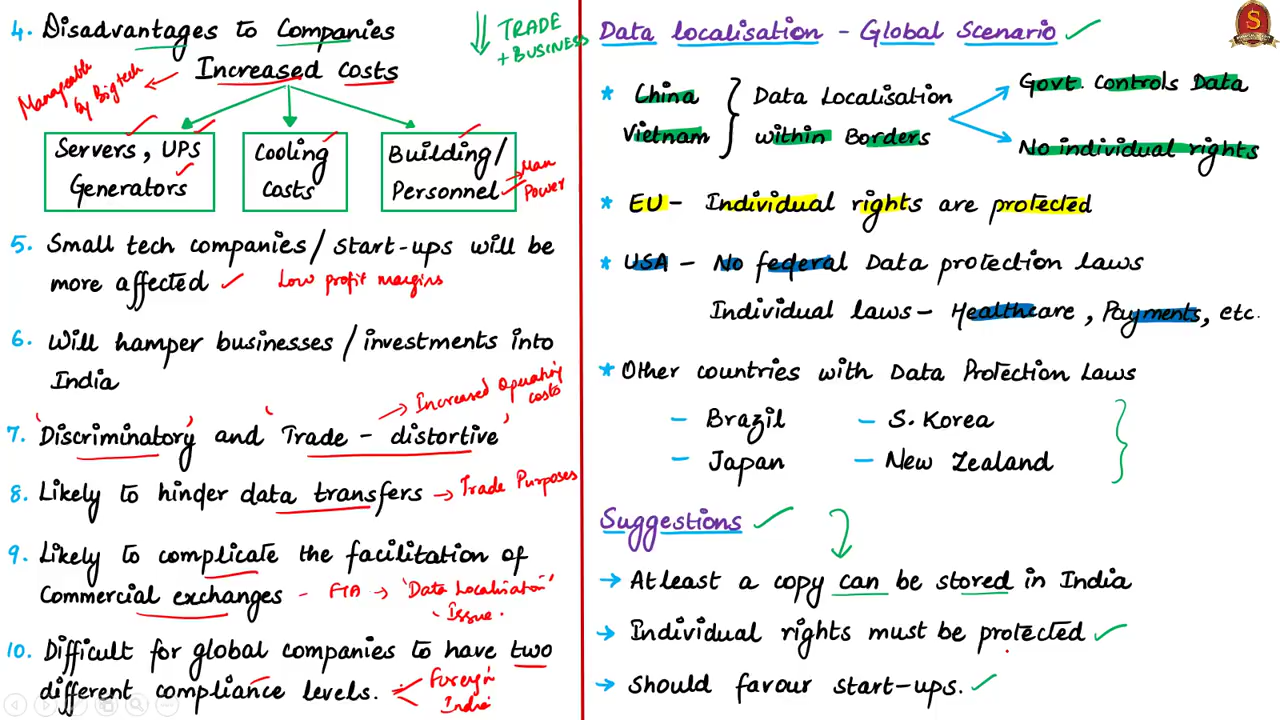 4. Disadvantages to Companies
↓ TRADE
+ BUSINESS
Increased costs
Manageable
by Bigtech
Servers, UPS
Generators
Cooling
costs
Building/
Personnel
→ Man
Power
5. Small tech companies/start-ups will be
more affected
Low profit margins
6. Will hamper businesses/investments into
India
→ Increased Operating
costs
7. 'Discriminatory' and 'Trade - distortive'
8. Likely to hinder data transfers → Trade Purposes
9. Likely to complicate the facilitation of
commercial exchanges - FTA → 'Data Localisation'
Issue.
10. Difficult for global companies to have two
different compliance levels.
Foreign
India
Data localisation - Global Scenario
S
* China
Vietnam
Data Localisation
within Borders
Govt. Controls Data
No individual rights
* EU - Individual rights are protected
* USA - No federal Data protection laws
Individual laws - Healthcare, Payments, etc.
* Other countries with Data Protection Laws
- Brazil - S. Korea
- Japan - New Zealand
Suggestions
→ Atleast a copy can be stored in India
→ Individual rights must be protected
→ Should favour start-ups.